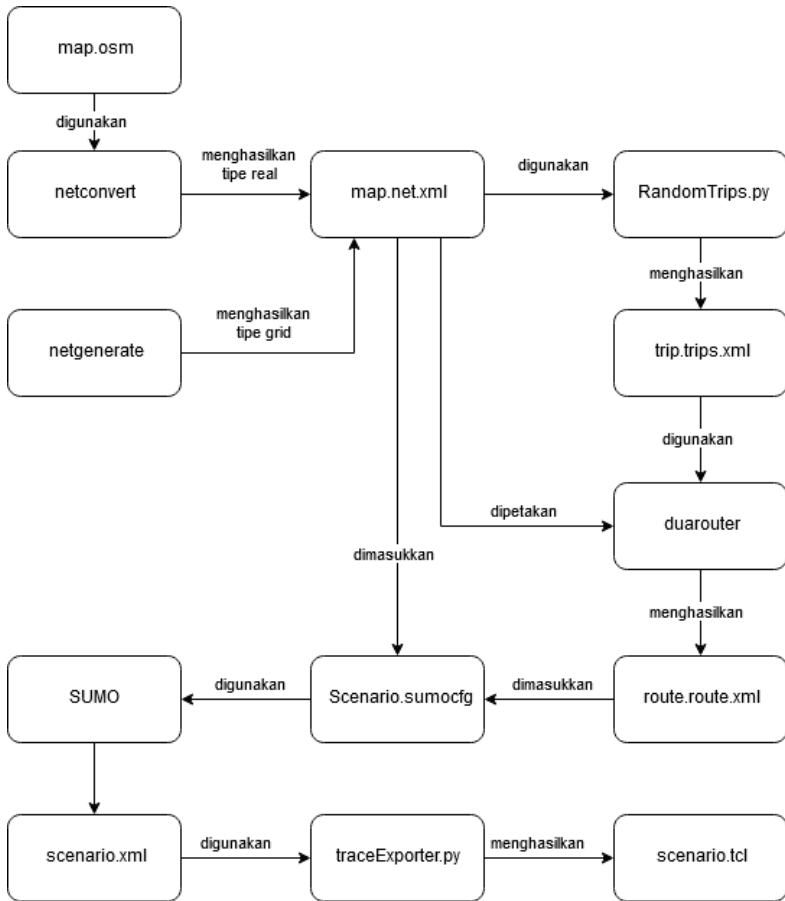 map.osm
digunakan
netconvert
menghasilkan
tipe real
map.net.xml
digunakan
RandomTrips.py
menghasilkan
netgenerate
menghasilkan
tipe grid
trip.trips.xml
digunakan
dipetakan
duarouter
dimasukkan
menghasilkan
SUMO
digunakan
Scenario.sumocfg
dimasukkan
route.route.xml
scenario.xml
digunakan
traceExporter.py
menghasilkan
scenario.tcl